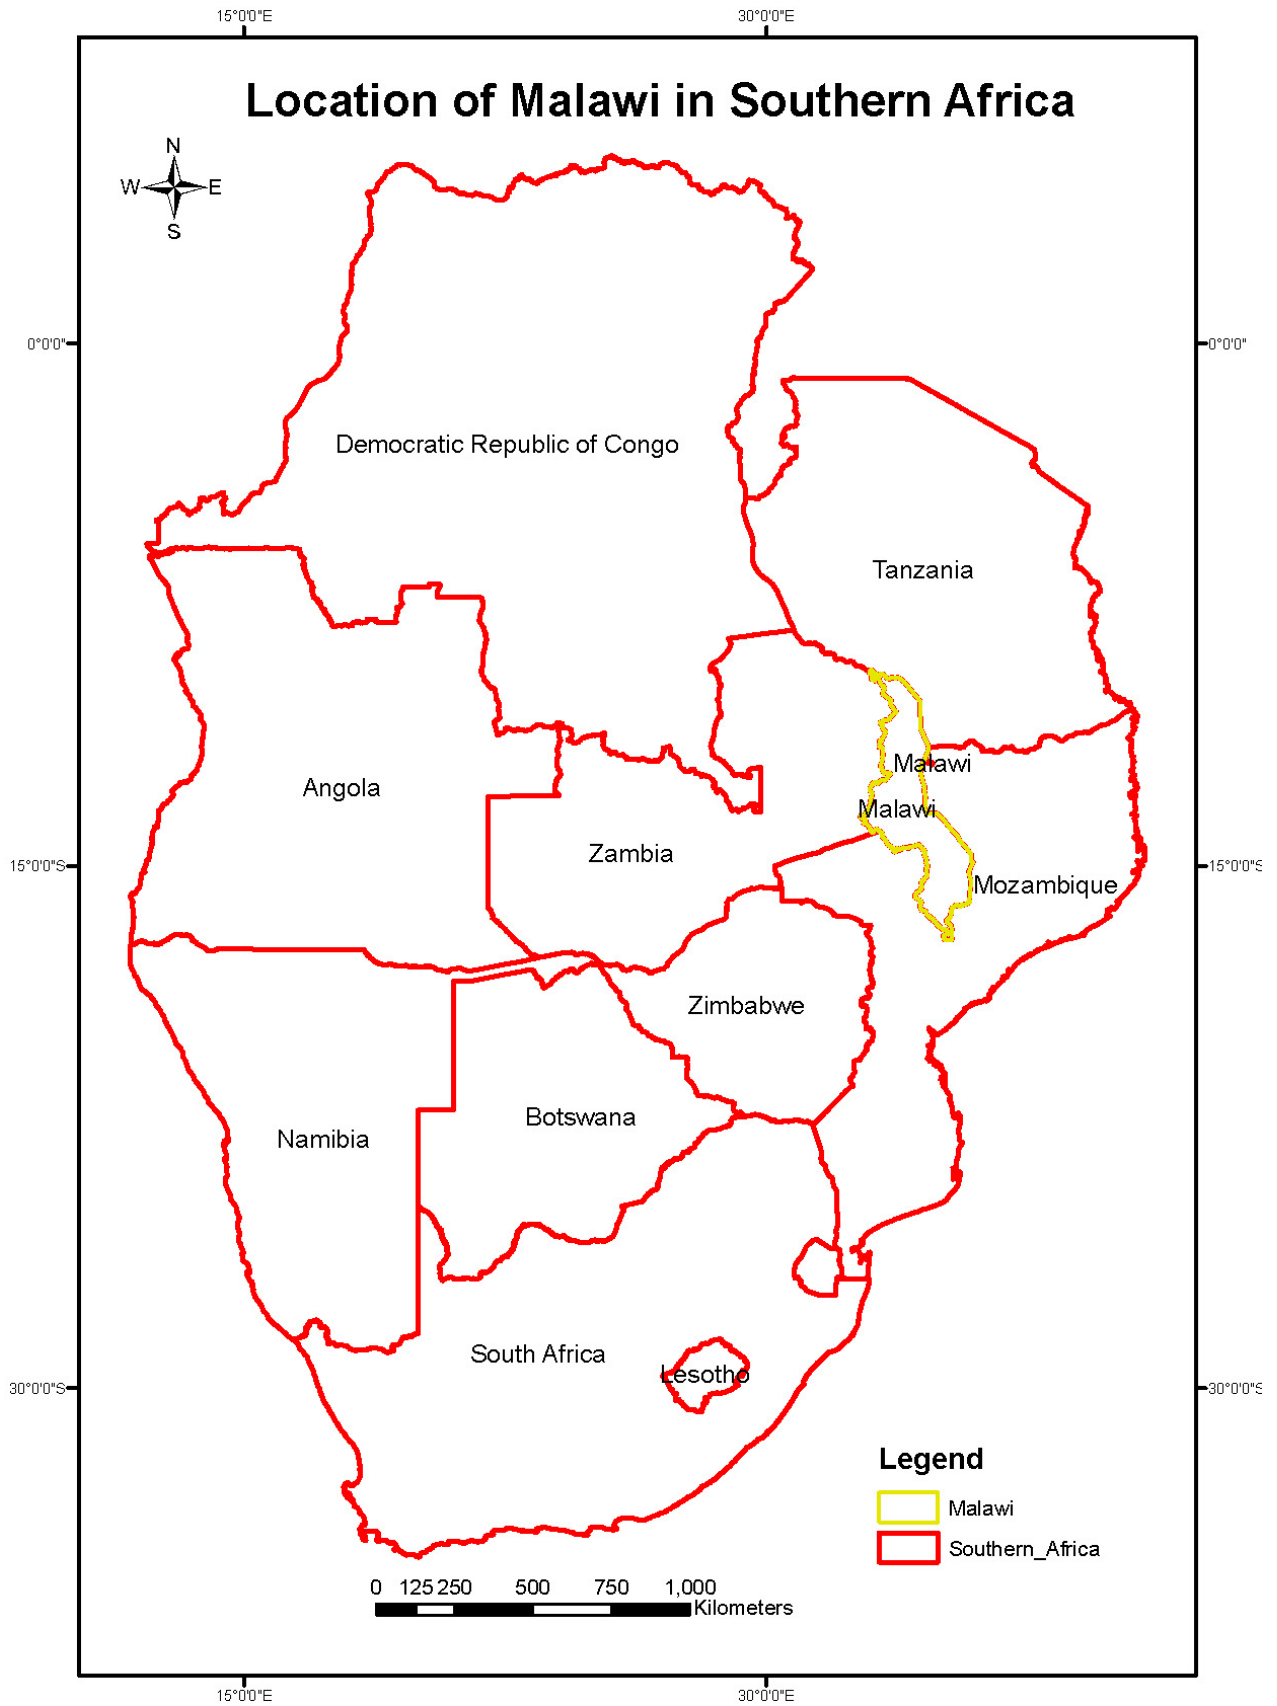 15°0'0"E 30°0'0"E
Location of Malawi in Southern Africa
N
W E
S
0°0'0" 0°0'0"
Democratic Republic of Congo
Tanzania
Malawi
Angola
Malawi
Zambia
15°0'0"S 15°0'0"S
Mozambique
Zimbabwe
Botswana
Namibia
South Africa
Lesotho
30°0'0"S 30°0'0"S
Legend
Malawi
Southern_Africa
0 125 250 500 750 1,000
Kilometers
15°0'0"E 30°0'0"E